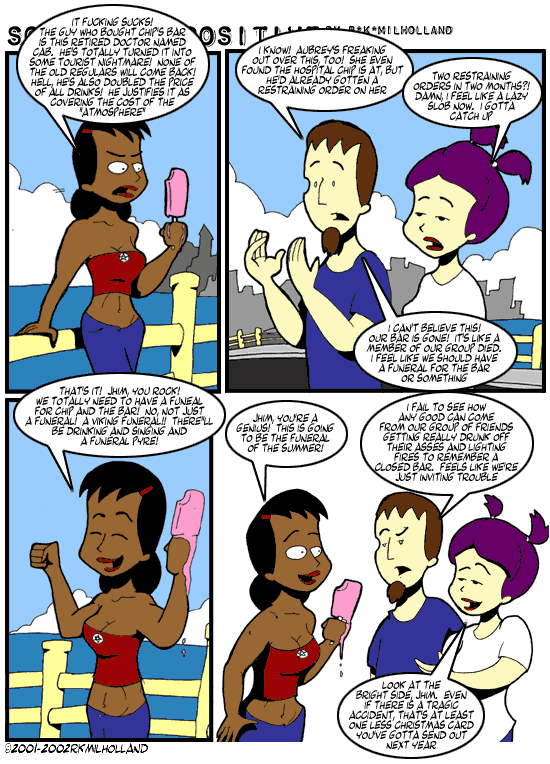 POSITIVE BY R*K*MILHOLLAND
IT FUCKING SUCKS!
THE GUY WHO BOUGHT CHIP'S BAR
IS THIS RETIRED DOCTOR NAMED
CAB. HE'S TOTALLY TURNED IT INTO
SOME TOURIST NIGHTMARE! NONE OF
THE OLD REGULARS WILL COME BACK!
HELL, HE'S ALSO DOUBLED THE PRICE
OF ALL DRINKS! HE JUSTIFIES IT AS
COVERING THE COST OF THE
"ATMOSPHERE"
I KNOW! AUBREY'S FREAKING
OUT OVER THIS, TOO! SHE EVEN
FOUND THE HOSPITAL CHIP IS AT, BUT
HE'D ALREADY GOTTEN A
RESTRAINING ORDER ON HER
TWO RESTRAINING
ORDERS IN TWO MONTHS?!
DAMN, I FEEL LIKE A LAZY
SLOB NOW. I GOTTA
CATCH UP
I CAN'T BELIEVE THIS!
OUR BAR IS GONE! IT'S LIKE A
MEMBER OF OUR GROUP DIED.
I FEEL LIKE WE SHOULD HAVE
A FUNERAL FOR THE BAR
OR SOMETHING
THAT'S IT! JHIM, YOU ROCK!
WE TOTALLY NEED TO HAVE A FUNEAL
FOR CHIP AND THE BAR! NO, NOT JUST
A FUNERAL! A VIKING FUNERAL!! THERE'LL
BE DRINKING AND SINGING AND
A FUNERAL PYRE!
JHIM, YOU'RE A
GENIUS! THIS IS GOING
TO BE THE FUNERAL
OF THE SUMMER!
I FAIL TO SEE HOW
ANY GOOD CAN COME
FROM OUR GROUP OF FRIENDS
GETTING REALLY DRUNK OFF
THEIR ASSES AND LIGHTING
FIRES TO REMEMBER A
CLOSED BAR. FEELS LIKE WE'RE
JUST INVITING TROUBLE
LOOK AT THE
BRIGHT SIDE, JHIM. EVEN
IF THERE IS A TRAGIC
ACCIDENT, THAT'S AT LEAST
ONE LESS CHRISTMAS CARD
YOU'VE GOTTA SEND OUT
NEXT YEAR
©2001-2002RKMILHOLLAND